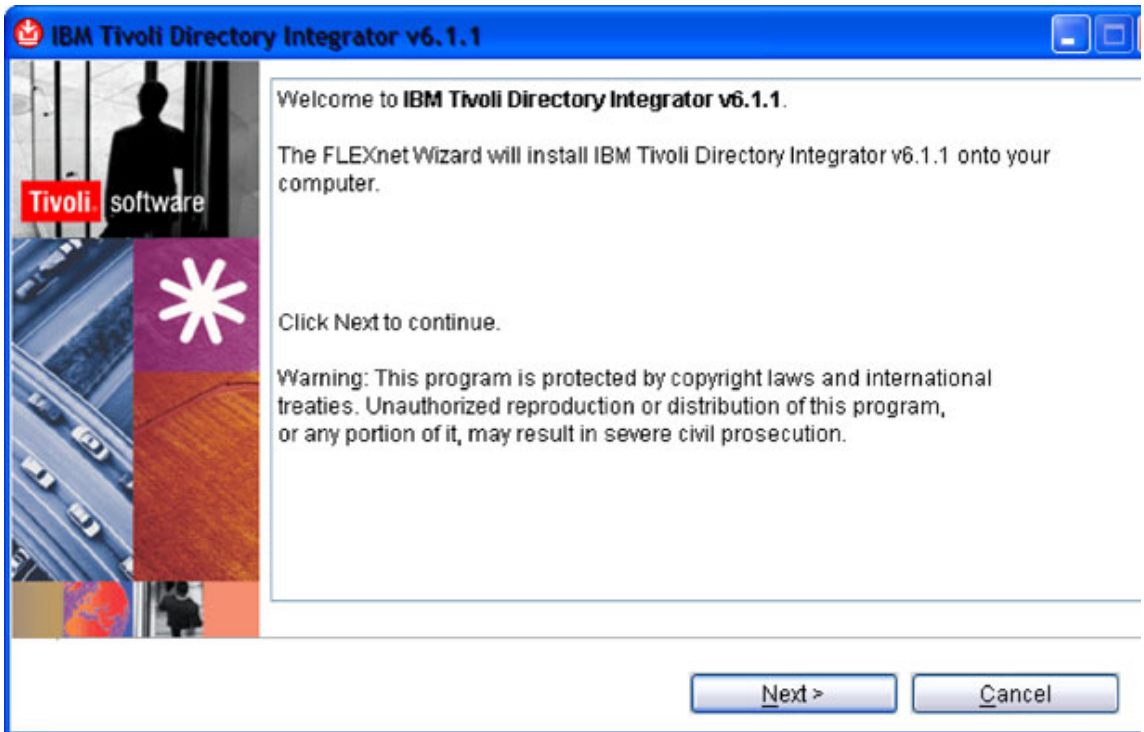 IBM Tivoli Directory Integrator v6.1.1
Welcome to IBM Tivoli Directory Integrator v6.1.1.
The FLEXnet Wizard will install IBM Tivoli Directory Integrator v6.1.1 onto your
computer.
Tivoli. software
Click Next to continue.
Warning: This program is protected by copyright laws and international
treaties. Unauthorized reproduction or distribution of this program,
or any portion of it, may result in severe civil prosecution.
Next >
Cancel